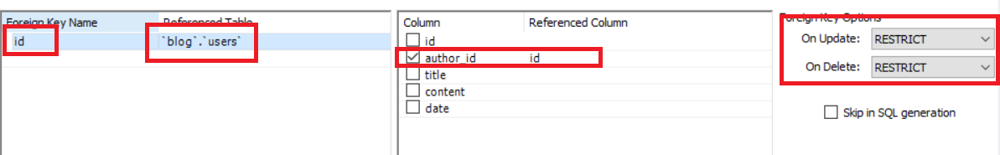 Foreign Key Name Referenced Table
id `blog`.`users`
Column Referenced Column
id
author_id id
title
content
date
Foreign Key Options
On Update: RESTRICT
On Delete: RESTRICT
Skip in SQL generation